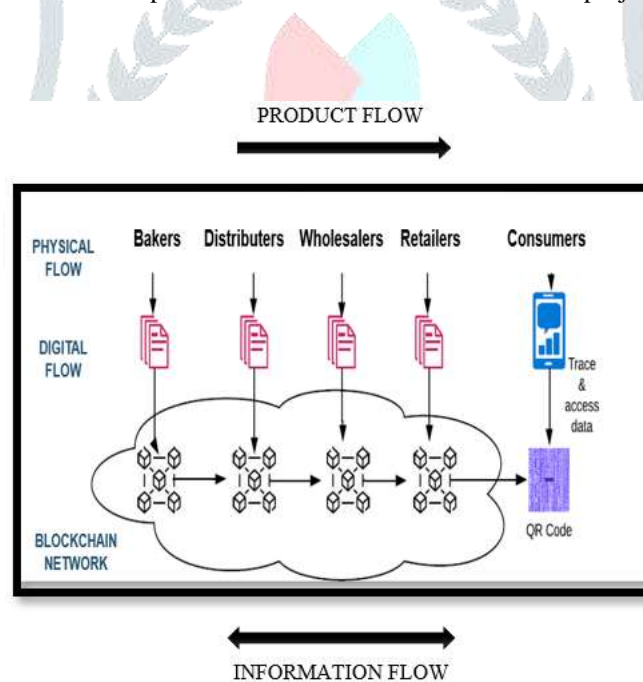 PRODUCT FLOW
PHYSICAL
FLOW
Bakers Distributers Wholesalers Retailers Consumers
DIGITAL
FLOW
Trace
&
access
data
QR Code
BLOCKCHAIN
NETWORK
INFORMATION FLOW